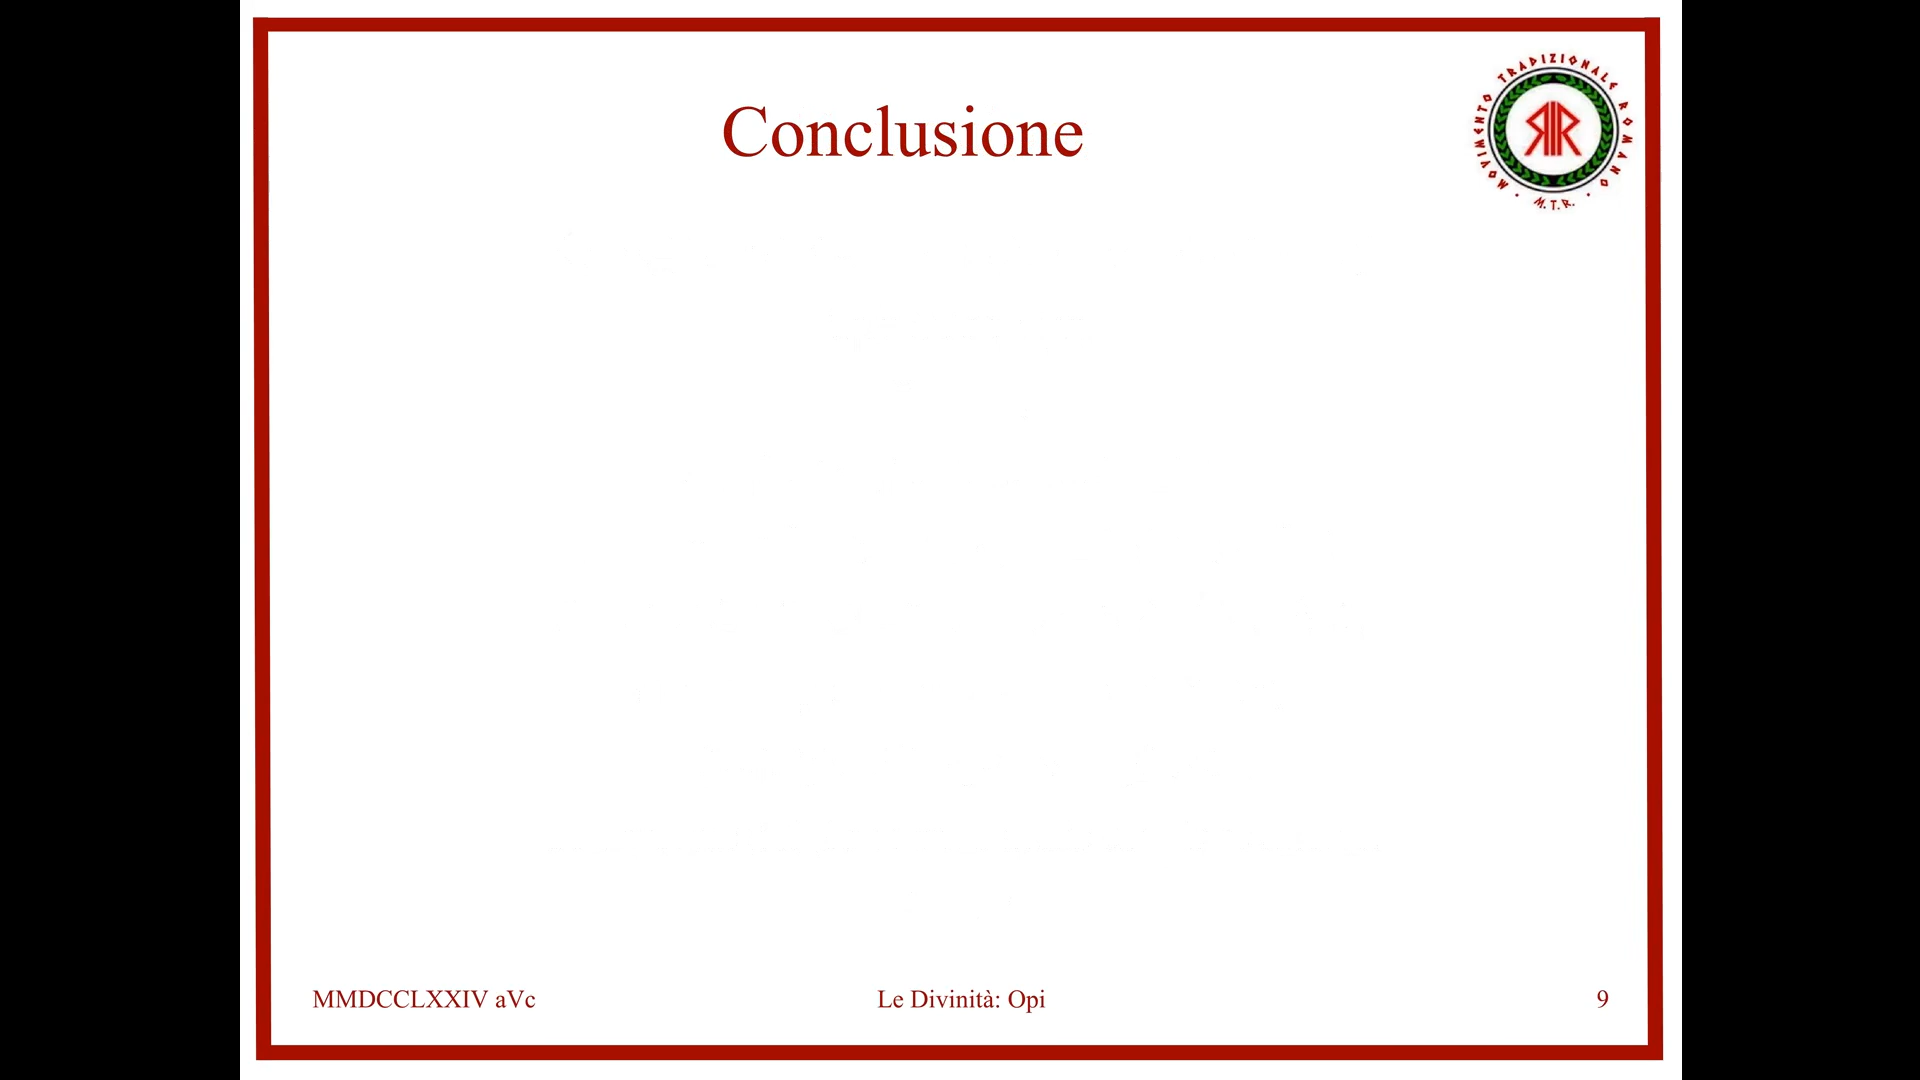 Conclusione
MOVIMENTO TRADIZIONALE ROMANO
· M.T.R. ·
MMDCCLXXIV aVc
Le Divinità: Opi
9